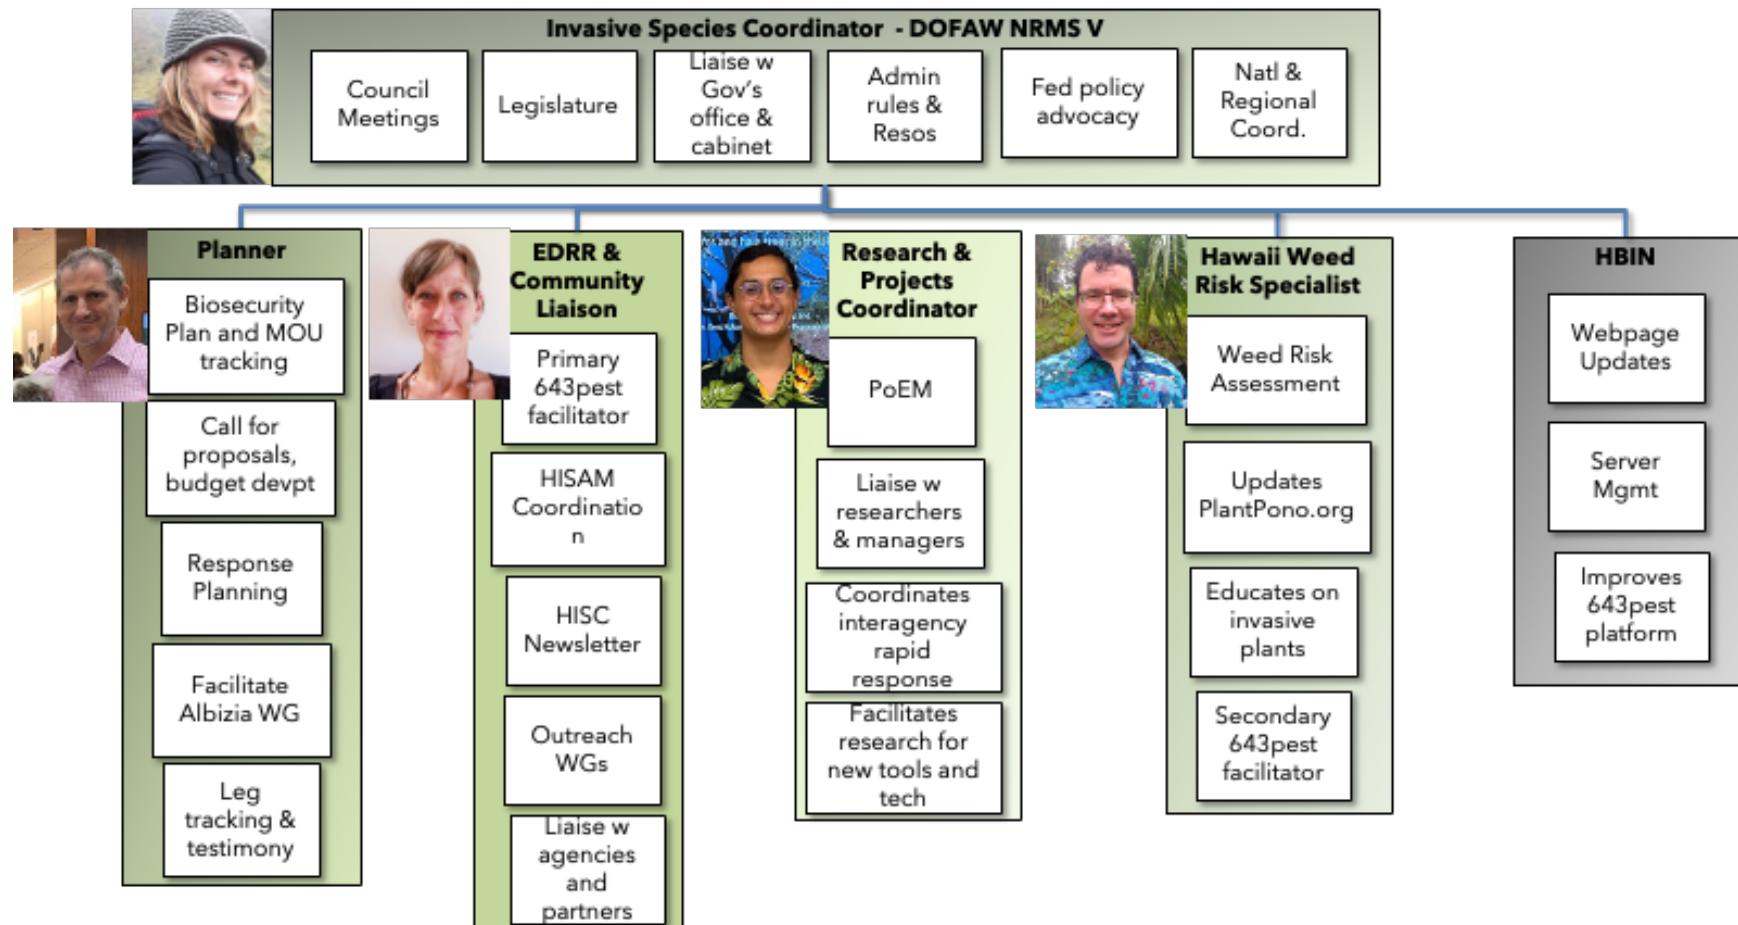 Invasive Species Coordinator - DOFAW NRMS V
Council
Meetings
Legislature
Liaise w
Gov's
office &
cabinet
Admin
rules &
Resos
Fed policy
advocacy
Natl &
Regional
Coord.
Planner
Biosecurity
Plan and MOU
tracking
Call for
proposals,
budget devpt
Response
Planning
Facilitate
Albizia WG
Leg
tracking &
testimony
EDRR &
Community
Liaison
Primary
643pest
facilitator
HISAM
Coordinatio
n
HISC
Newsletter
Outreach
WGs
Liaise w
agencies
and
partners
Research &
Projects
Coordinator
PoEM
Liaise w
researchers
& managers
Coordinates
interagency
rapid
response
Facilitates
research for
new tools and
tech
Hawaii Weed
Risk Specialist
Weed Risk
Assessment
Updates
PlantPono.org
Educates on
invasive
plants
Secondary
643pest
facilitator
HBIN
Webpage
Updates
Server
Mgmt
Improves
643pest
platform